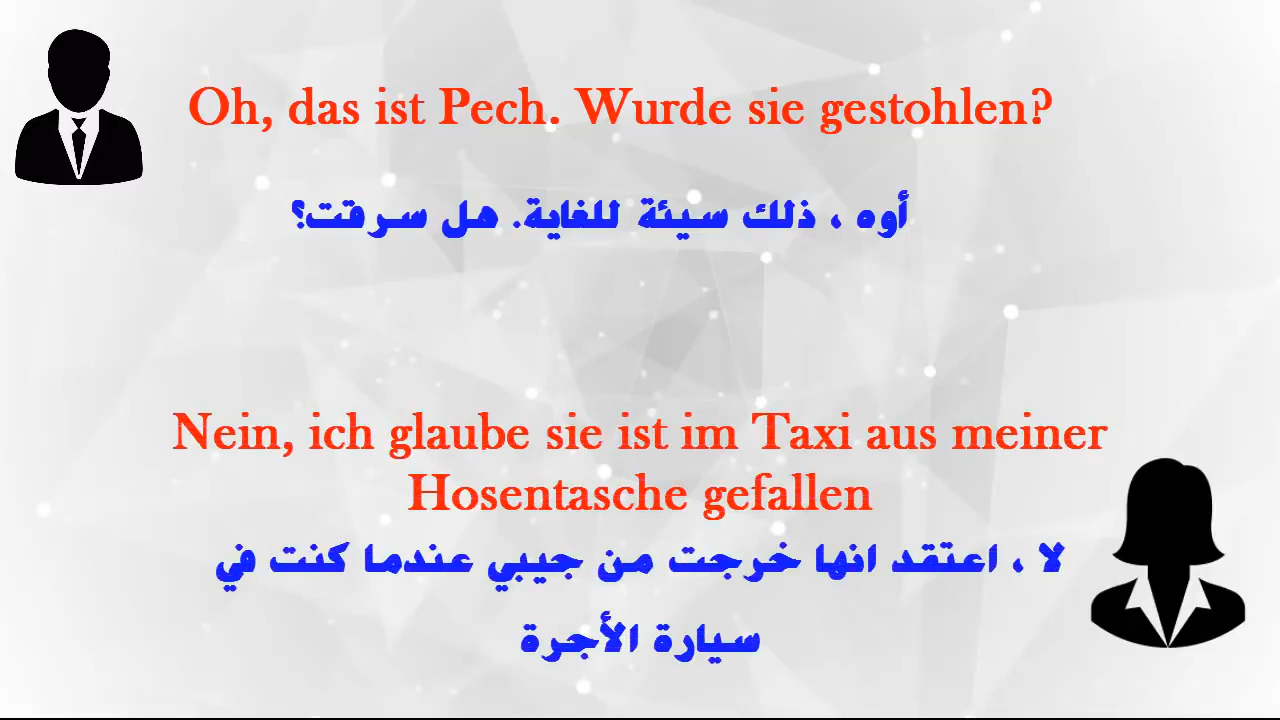 Oh, das ist Pech. Wurde sie gestohlen?
أوه ، ذلك سيئة للغاية. هل سرقت؟
Nein, ich glaube sie ist im Taxi aus meiner
Hosentasche gefallen
لا ، اعتقد انها خرجت من جيبي عندما كنت في
سيارة الأجرة